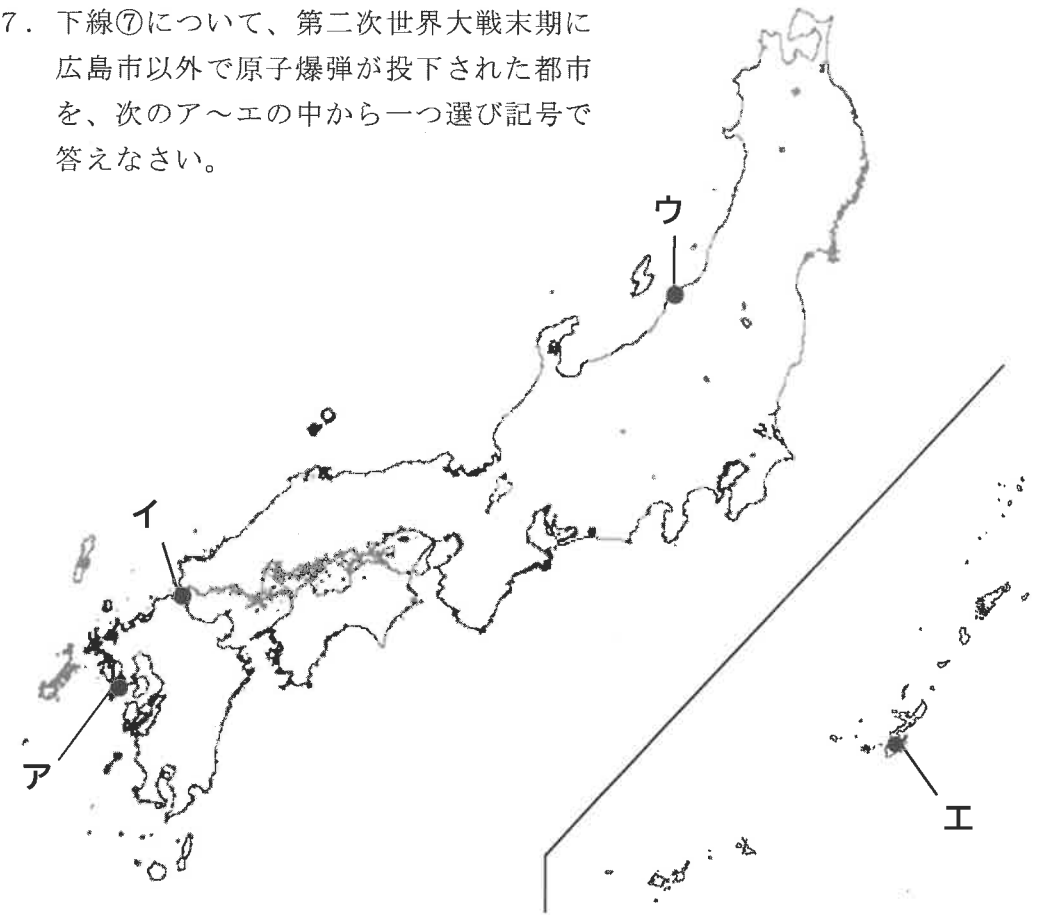 7．下線⑦について、第二次世界大戦末期に
広島市以外で原子爆弾が投下された都市
を、次のア～エの中から一つ選び記号で
答えなさい。
ウ
イ
ア
エ